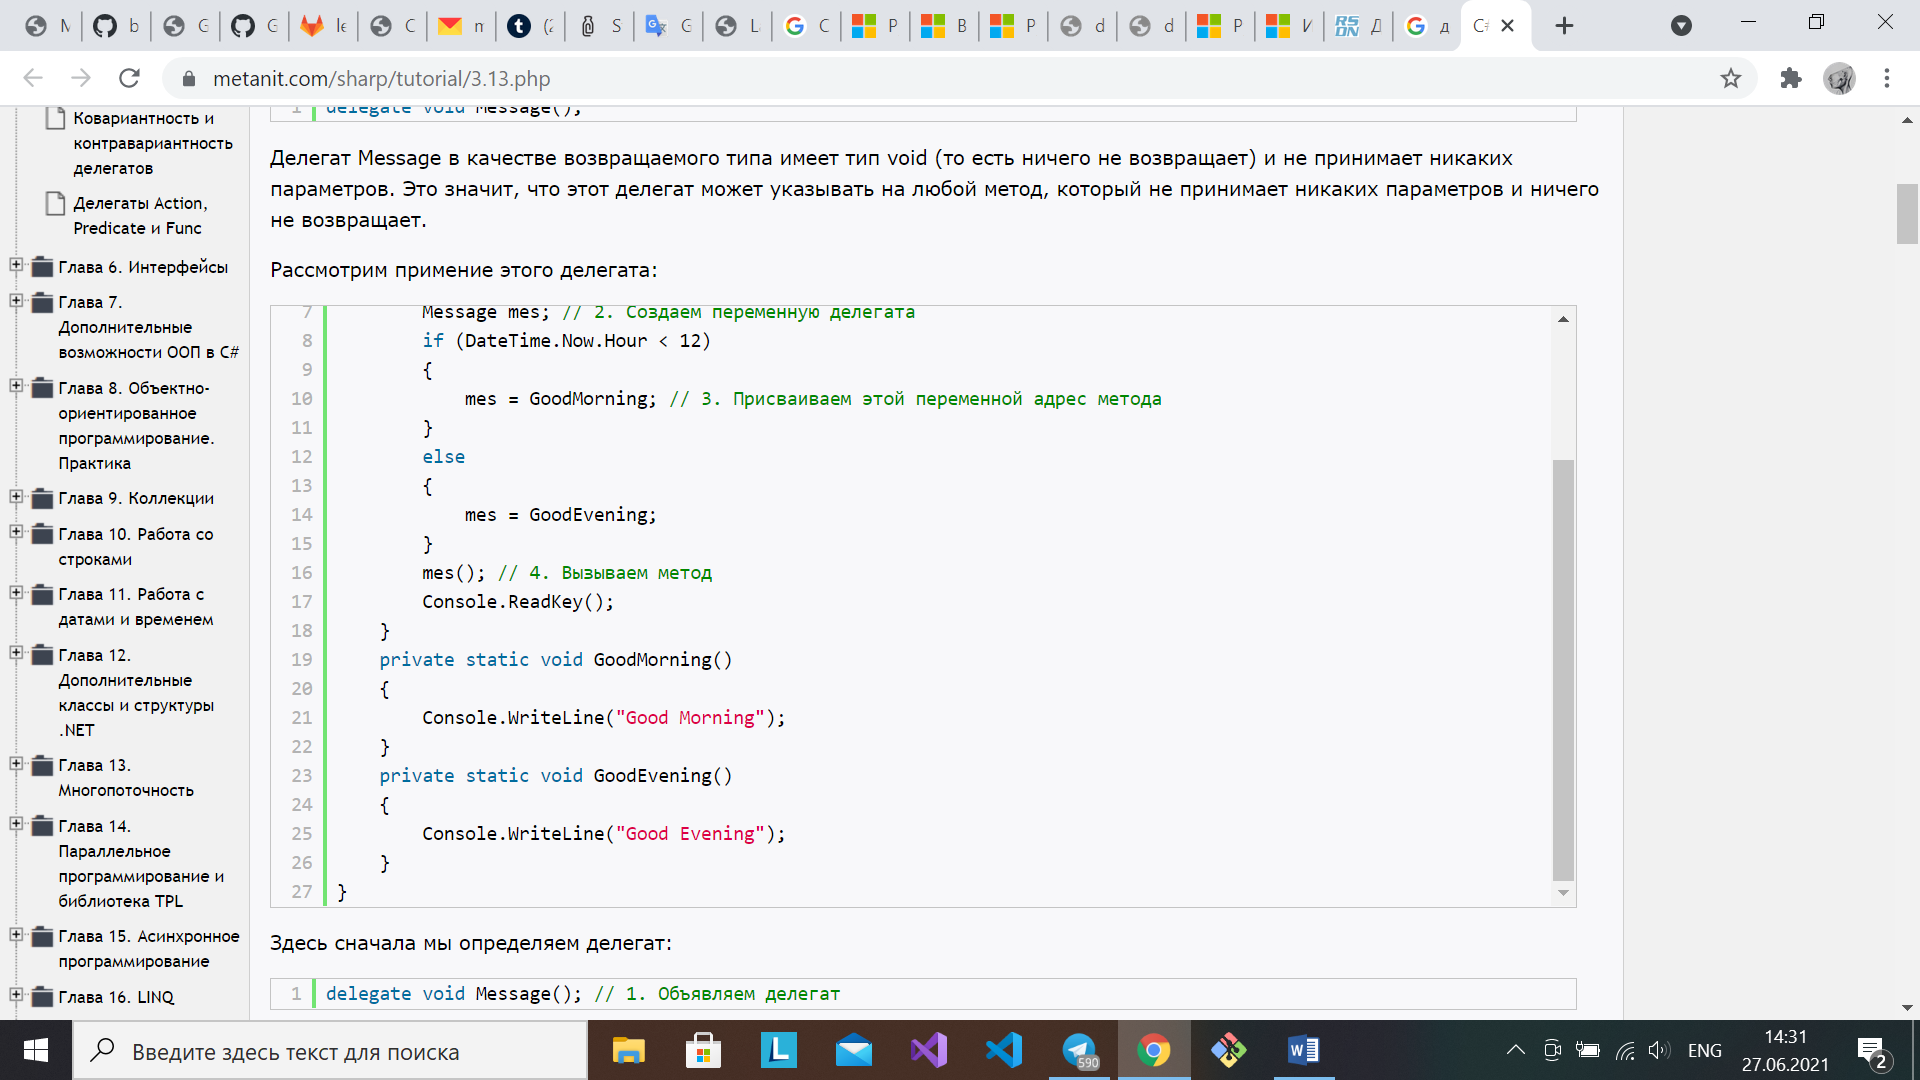 metanit.com/sharp/tutorial/3.13.php
Ковариантность и
контравариантность
делегатов
Делегаты Action,
Predicate и Func
Глава 6. Интерфейсы
Глава 7.
Дополнительные
возможности ООП в C#
Глава 8. Объектно-
ориентированное
программирование.
Практика
Глава 9. Коллекции
Глава 10. Работа со
строками
Глава 11. Работа с
датами и временем
Глава 12.
Дополнительные
классы и структуры
.NET
Глава 13.
Многопоточность
Глава 14.
Параллельное
программирование и
библиотека TPL
Глава 15. Асинхронное
программирование
Глава 16. LINQ
1 delegate void Message();
Делегат Message в качестве возвращаемого типа имеет тип void (то есть ничего не возвращает) и не принимает никаких
параметров. Это значит, что этот делегат может указывать на любой метод, который не принимает никаких параметров и ничего
не возвращает.
Рассмотрим примение этого делегата:
7 Message mes; // 2. Создаем переменную делегата
8 if (DateTime.Now.Hour < 12)
9 {
10 mes = GoodMorning; // 3. Присваиваем этой переменной адрес метода
11 }
12 else
13 {
14 mes = GoodEvening;
15 }
16 mes(); // 4. Вызываем метод
17 Console.ReadKey();
18 }
19 private static void GoodMorning()
20 {
21 Console.WriteLine("Good Morning");
22 }
23 private static void GoodEvening()
24 {
25 Console.WriteLine("Good Evening");
26 }
27 }
Здесь сначала мы определяем делегат:
1 delegate void Message(); // 1. Объявляем делегат
Введите здесь текст для поиска
590
ENG
14:31
27.06.2021
2